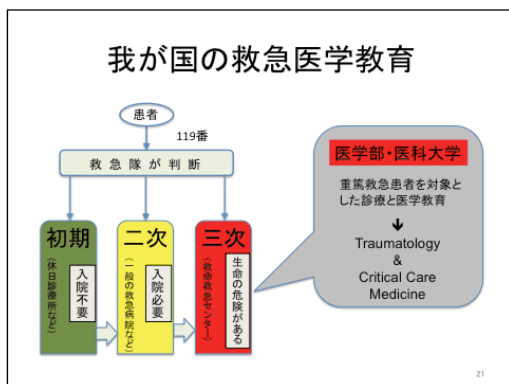 我が国の救急医学教育
患者
119番
救急隊が判断
初期
(休日診療所など)
入院不要
二次
(一般の救急病院など)
入院必要
三次
(救命救急センター)
生命の危険がある
医学部・医科大学
重篤救急患者を対象と
した診療と医学教育
Traumatology
&
Critical Care
Medicine
21